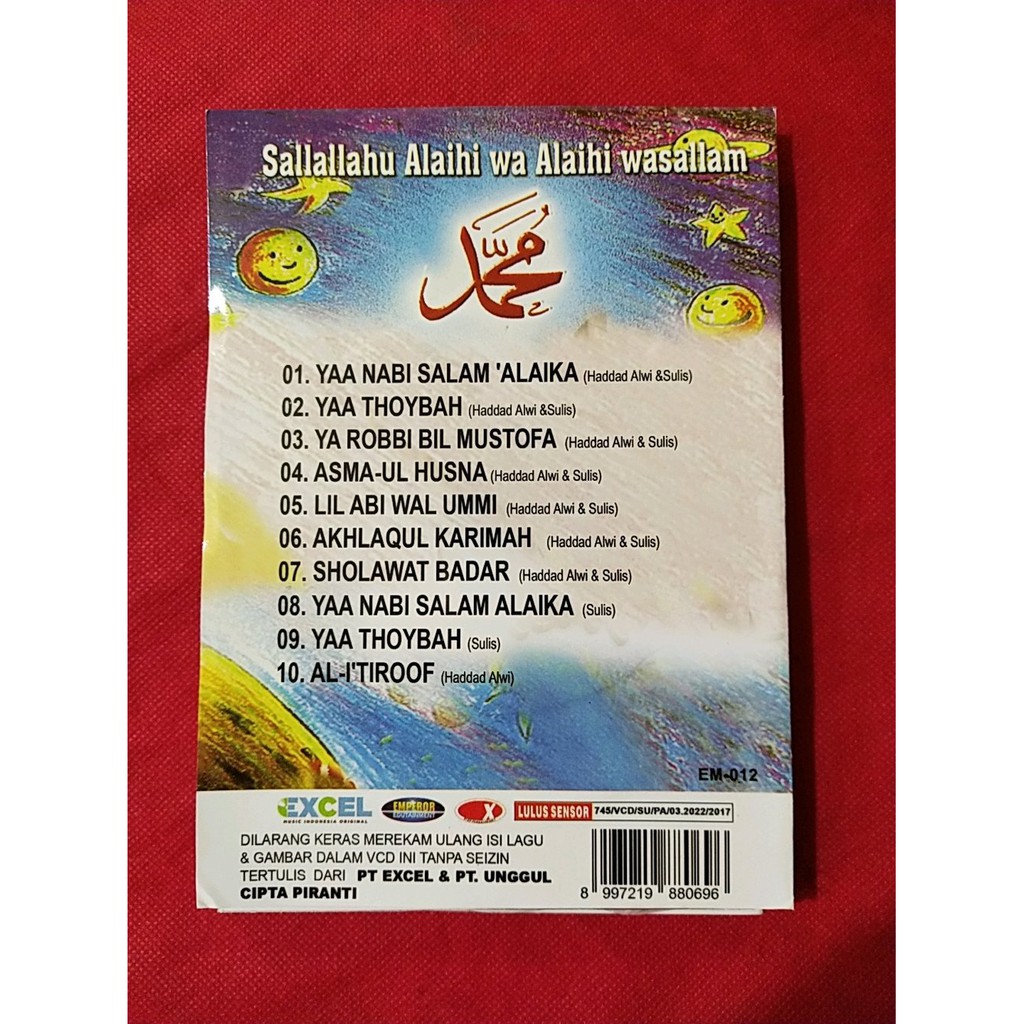 Sallallahu Alaihi wa Alaihi wasallam
محمد
01. YAA NABI SALAM 'ALAIKA (Haddad Alwi &Sulis)
02. YAA THOYBAH (Haddad Alwi &Sulis)
03. YA ROBBI BIL MUSTOFA (Haddad Alwi & Sulis)
04. ASMA-UL HUSNA (Haddad Alwi & Sulis)
05. LIL ABI WAL UMMI (Haddad Alwi & Sulis)
06. AKHLAQUL KARIMAH (Haddad Alwi & Sulis)
07. SHOLAWAT BADAR (Haddad Alwi & Sulis)
08. YAA NABI SALAM ALAIKA (Sulis)
09. YAA THOYBAH (Sulis)
10. AL-I'TIROOF (Haddad Alwi)
EM-012
EXCEL
MUSIC INDONESIA ORIGINAL
EMPEROR
EDUTAINMENT
X
LULUS SENSOR 745/VCD/SU/PA/03.2022/2017
DILARANG KERAS MEREKAM ULANG ISI LAGU
& GAMBAR DALAM VCD INI TANPA SEIZIN
TERTULIS DARI PT EXCEL & PT. UNGGUL
CIPTA PIRANTI
8 997219 880696